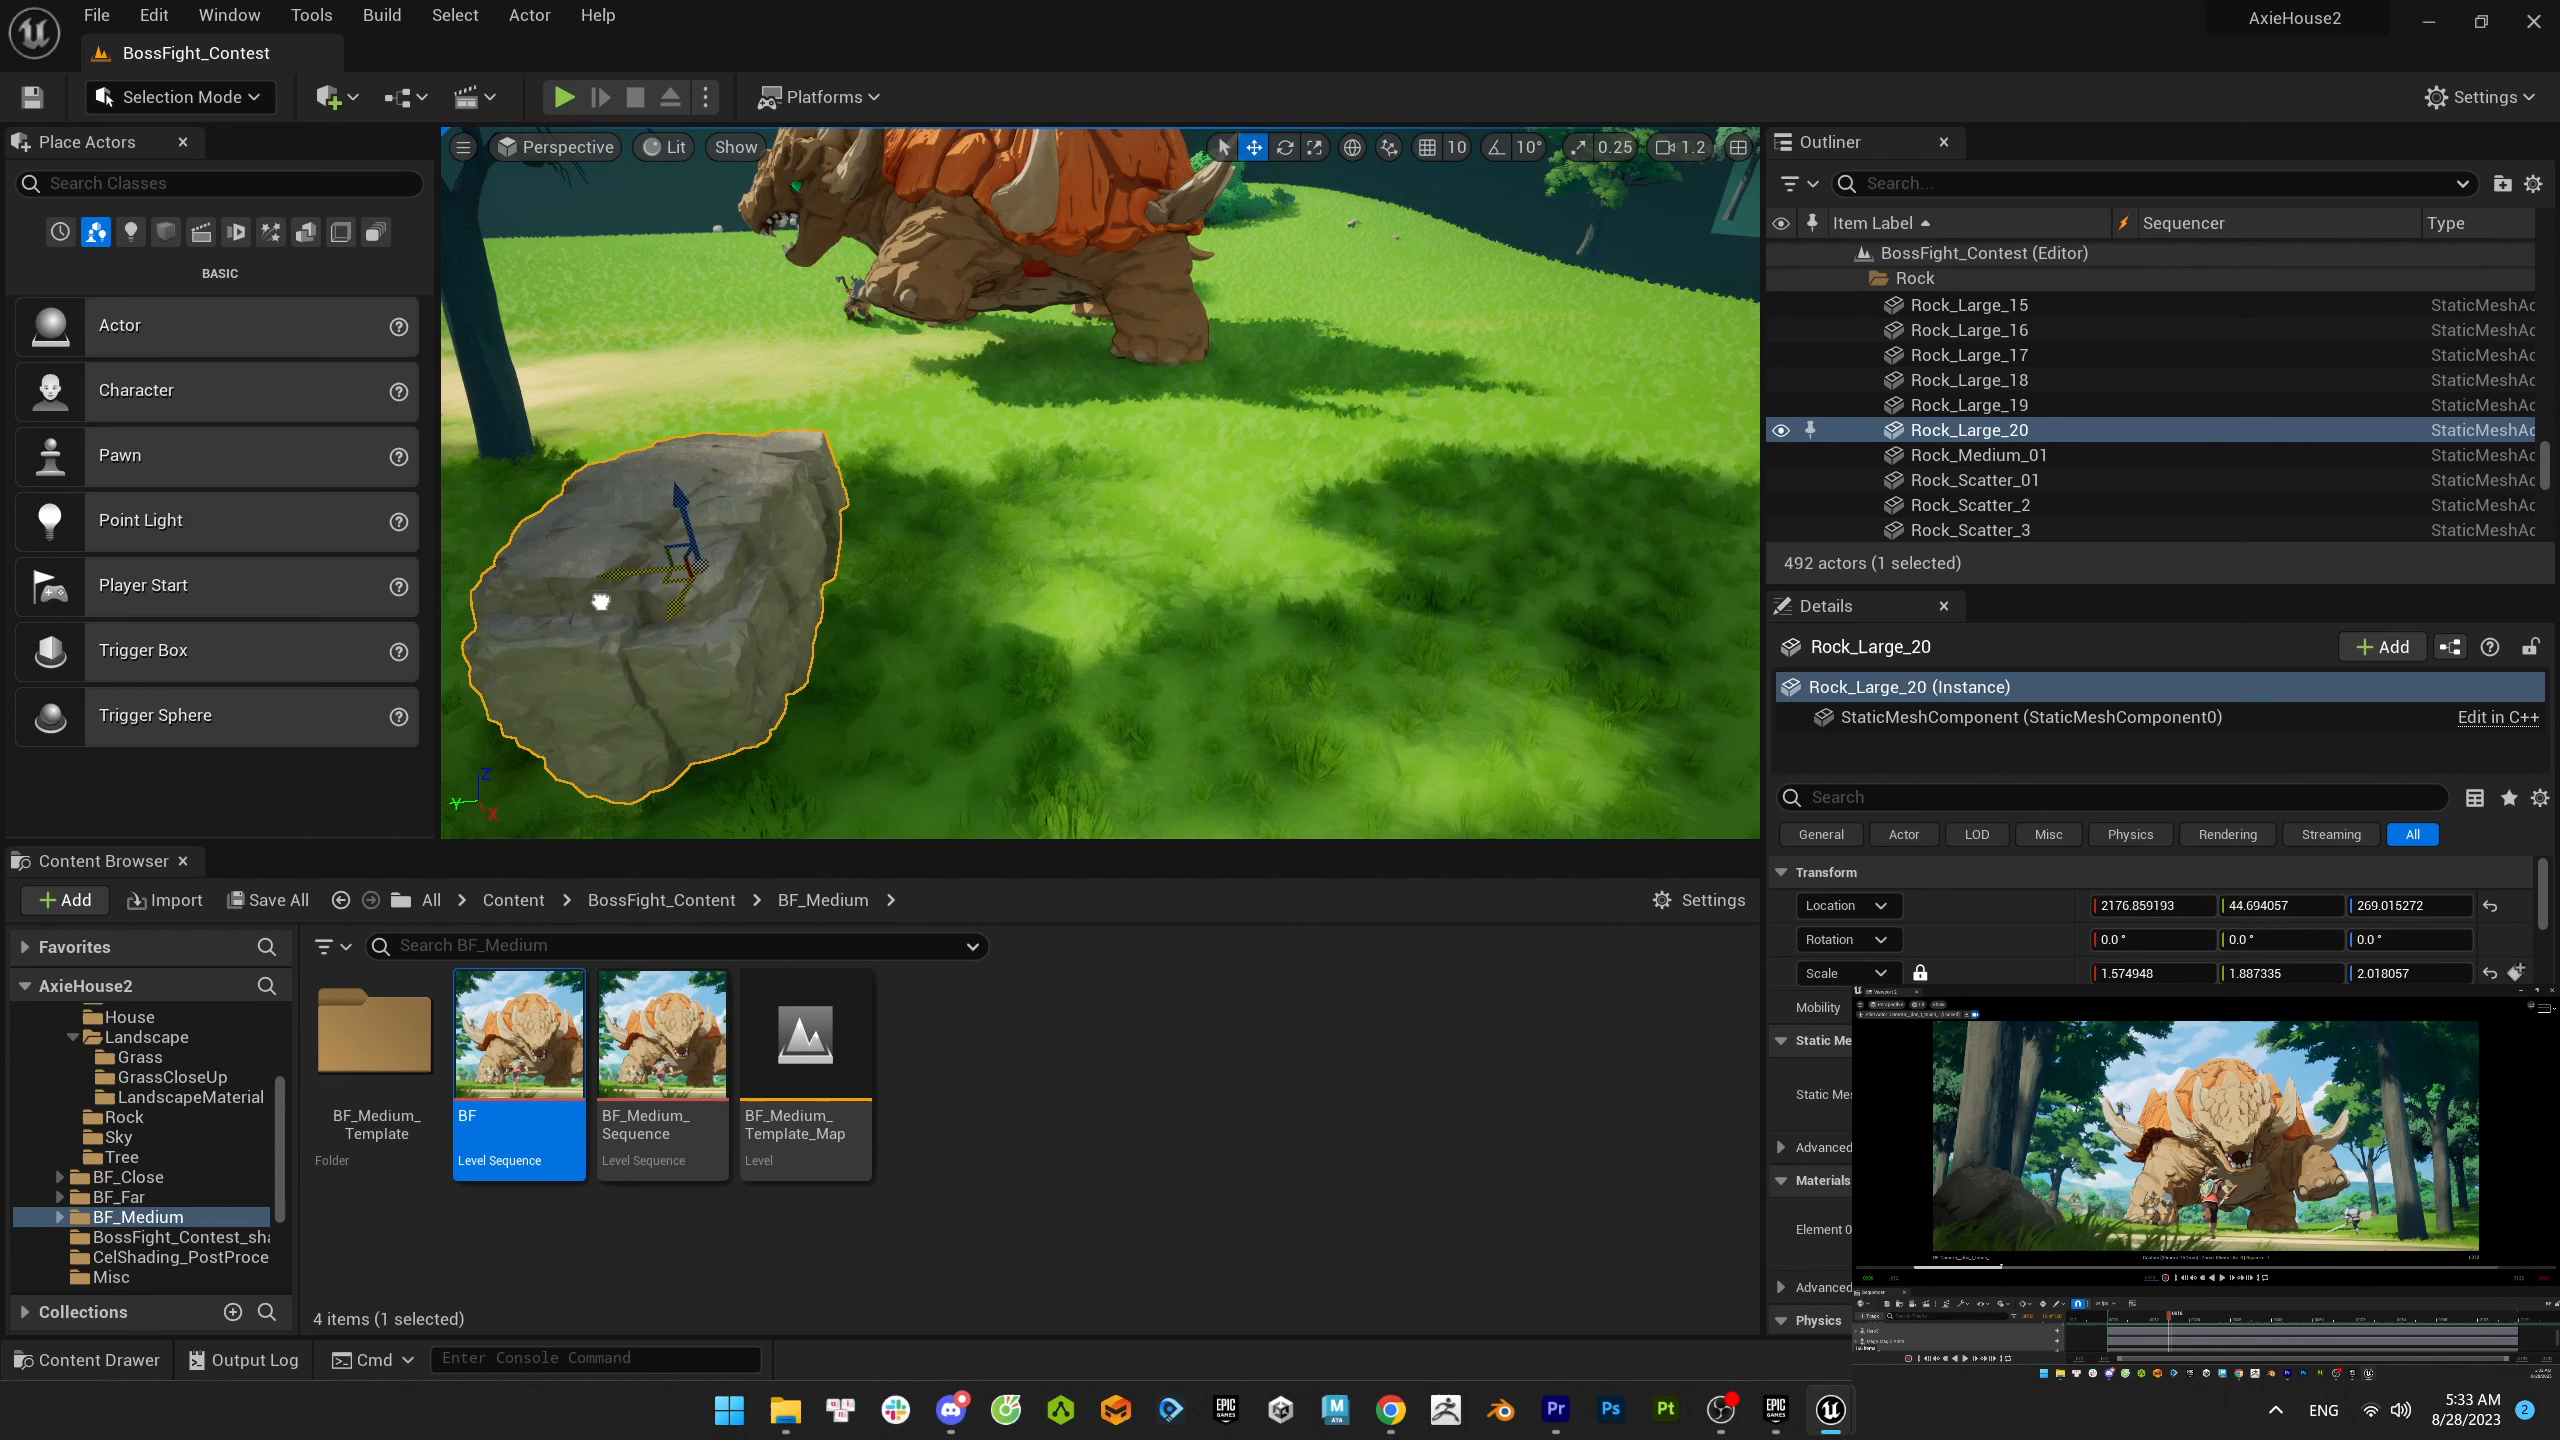 File Edit Window Tools Build Select Actor Help
AxieHouse2
BossFight_Contest
Selection Mode
Platforms
Settings
Place Actors
Search Classes
BASIC
Actor
Character
Pawn
Point Light
Player Start
Trigger Box
Trigger Sphere
Perspective Lit Show
10 10° 0.25 1.2
Z
Y
X
Outliner
Search...
Item Label Sequencer Type
BossFight_Contest (Editor)
Rock
Rock_Large_15 StaticMeshAc
Rock_Large_16 StaticMeshAc
Rock_Large_17 StaticMeshAc
Rock_Large_18 StaticMeshAc
Rock_Large_19 StaticMeshAc
Rock_Large_20 StaticMeshAc
Rock_Medium_01 StaticMeshAc
Rock_Scatter_01 StaticMeshAc
Rock_Scatter_2 StaticMeshAc
Rock_Scatter_3 StaticMeshAc
492 actors (1 selected)
Details
Rock_Large_20 Add
Rock_Large_20 (Instance)
StaticMeshComponent (StaticMeshComponent0) Edit in C++
Search
General Actor LOD Misc Physics Rendering Streaming All
Transform
Location 2176.859193 44.694057 269.015272
Rotation 0.0 ° 0.0 ° 0.0 °
Scale 1.574948 1.887335 2.018057
Mobility
Static Me
Static Me
Advanced
Materials
Element 0
Advanced
Physics
Content Browser
Add Import Save All All Content BossFight_Content BF_Medium Settings
Favorites
Search BF_Medium
AxieHouse2
House
Landscape
Grass
GrassCloseUp
LandscapeMaterial
Rock
Sky
Tree
BF_Close
BF_Far
BF_Medium
BossFight_Contest_sha
CelShading_PostProce
Misc
Collections
BF_Medium_
Template
Folder
BF
Level Sequence
BF_Medium_
Sequence
Level Sequence
BF_Medium_
Template_Map
Level
4 items (1 selected)
Content Drawer Output Log Cmd Enter Console Command
EPIC GAMES
M
Pr Ps Pt
EPIC GAMES
ENG
5:33 AM
8/28/2023
2